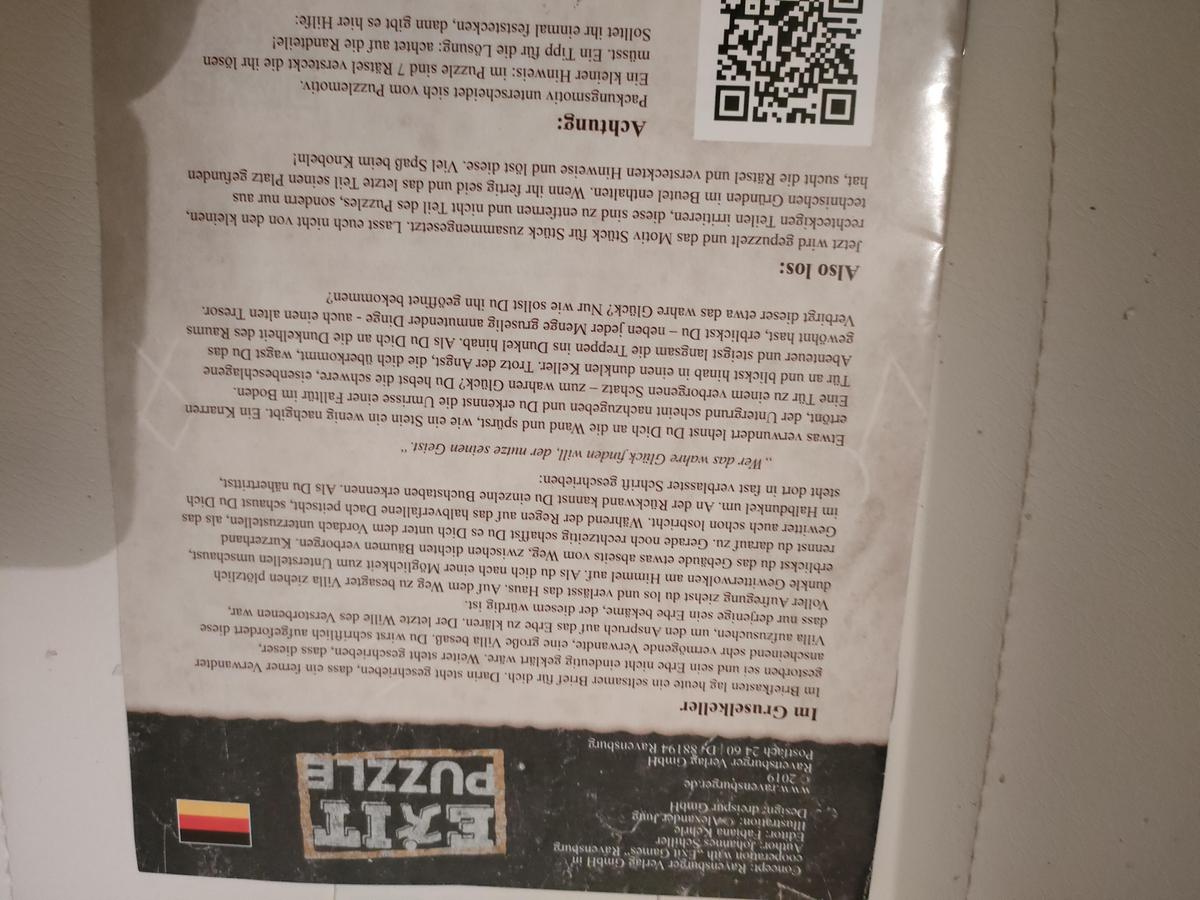 Concept: Ravensburger Verlag GmbH in
cooperation with „Exit Games“ Schiller
Author: Johannes Schiller
Editor: Fabiana Kehrle
Illustration: ©Alexander Jung
Design: dreispur GmbH
www.ravensburger.de
© 2019
Ravensburger Verlag GmbH
Postfach 24 60 | D-88194 Ravensburg
EXIT
PUZZLE
Im Gruselkeller
Im Briefkasten lag heute ein seltsamer Brief für dich. Darin steht geschrieben, dass ein ferner Verwandter
gestorben sei und sein Erbe nicht eindeutig geklärt wäre. Weiter steht geschrieben, dass dieser,
anscheinend sehr vermögende Verwandte, eine große Villa besaß. Du wirst schriftlich aufgefordert diese
Villa aufzusuchen, um den Anspruch auf das Erbe zu klären. Der letzte Wille des Verstorbenen war,
dass nur derjenige sein Erbe bekäme, der diesem würdig ist.
Voller Aufregung ziehst du los und verlässt das Haus. Auf dem Weg zu besagter Villa ziehen plötzlich
dunkle Gewitterwolken am Himmel auf. Als du dich nach einer Möglichkeit zum Unterstellen umschaust,
erblickst du das Gebäude etwas abseits vom Weg, zwischen dichten Bäumen verborgen. Kurzerhand
rennst du darauf zu. Gerade noch rechtzeitig schaffst Du es Dich unter dem Vordach unterzustellen, als das
Gewitter auch schon losbricht. Während der Regen auf das halbverfallene Dach peitscht, schaust Du Dich
im Halbdunkel um. An der Rückwand kannst Du einzelne Buchstaben erkennen. Als Du nähertrittst,
steht dort in fast verblasster Schrift geschrieben:
„Wer das wahre Glück finden will, der nutze seinen Geist.“
Etwas verwundert lehnst Du Dich an die Wand und spürst, wie ein Stein ein wenig nachgibt. Ein Knarren
ertönt, der Untergrund scheint nachzugeben und Du erkennst die Umrisse einer Falltür im Boden.
Eine Tür zu einem verborgenen Schatz – zum wahren Glück? Du hebst die schwere, eisenbeschlagene
Tür an und blickst hinab in einen dunklen Keller. Trotz der Angst, die dich überkommt, wagst Du das
Abenteuer und steigst langsam die Treppen ins Dunkel hinab. Als Du Dich an die Dunkelheit des Raums
gewöhnt hast, erblickst Du – neben jeder Menge gruselig anmutender Dinge - auch einen alten Tresor.
Verbirgt dieser etwa das wahre Glück? Nur wie sollst Du ihn geöffnet bekommen?
Also los:
Jetzt wird gepuzzelt und das Motiv Stück für Stück zusammengesetzt. Lasst euch nicht von den kleinen,
rechteckigen Teilen irritieren, diese sind zu entfernen und nicht Teil des Puzzles, sondern nur aus
technischen Gründen im Beutel enthalten. Wenn ihr fertig seid und das letzte Teil seinen Platz gefunden
hat, sucht die Rätsel und versteckten Hinweise und löst diese. Viel Spaß beim Knobeln!
Achtung:
Packungsmotiv unterscheidet sich vom Puzzlemotiv.
Ein kleiner Hinweis: im Puzzle sind 7 Rätsel versteckt die ihr lösen
müsst. Ein Tipp für die Lösung: achtet auf die Randteile!
Solltet ihr einmal feststecken, dann gibt es hier Hilfe: